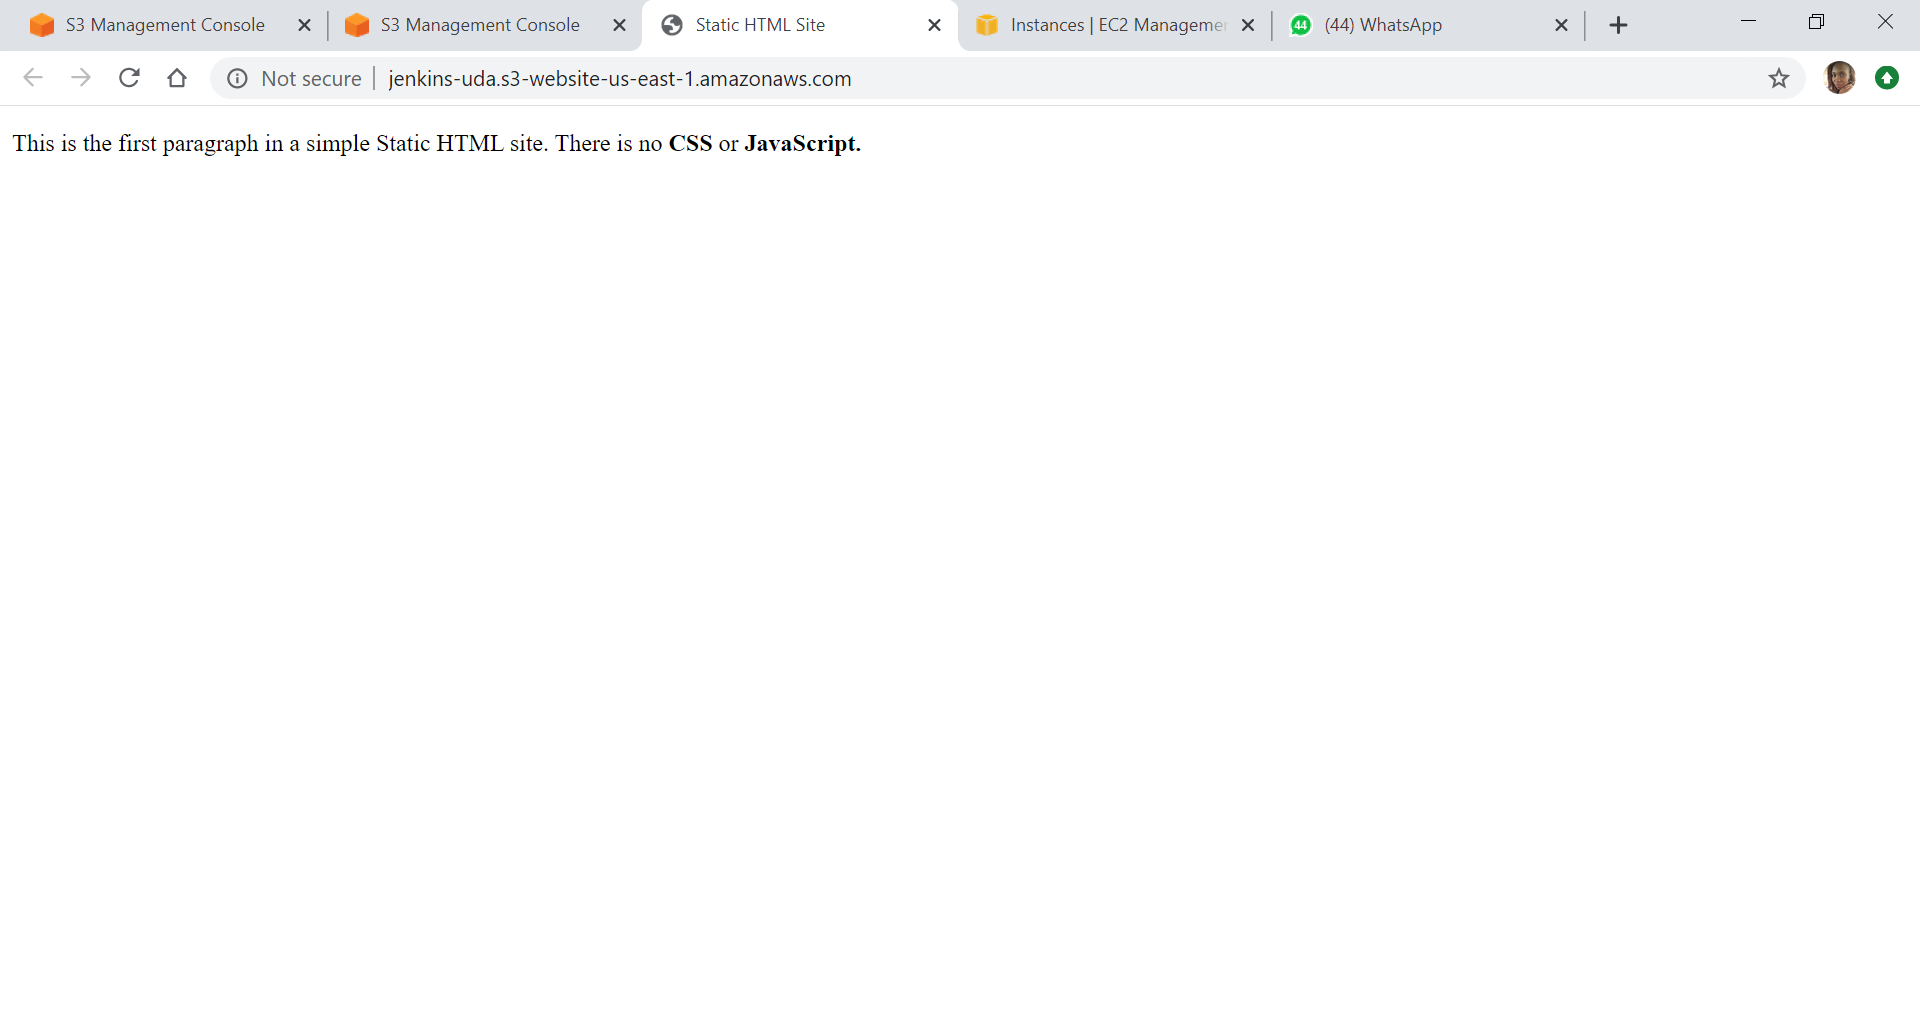 S3 Management Console
S3 Management Console
Static HTML Site
Instances | EC2 Managemen
44
(44) WhatsApp
Not secure
jenkins-uda.s3-website-us-east-1.amazonaws.com
This is the first paragraph in a simple Static HTML site. There is no CSS or JavaScript.